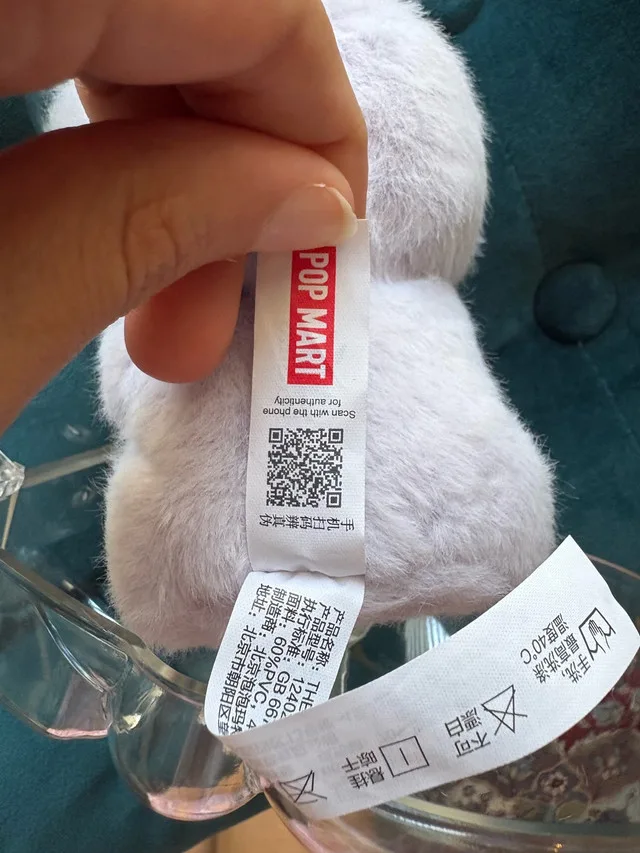 POP MART
Scan with the phone
for authenticity
手机扫码辨真伪
产品名称: THE
产品型号: 1240
执行标准: GB 66
面料: 60%PVC, 4
制造商: 北京泡泡玛
地址: 北京市朝阳区
手洗,
最高洗涤
温度40°C
不可
漂白
悬挂
晾干